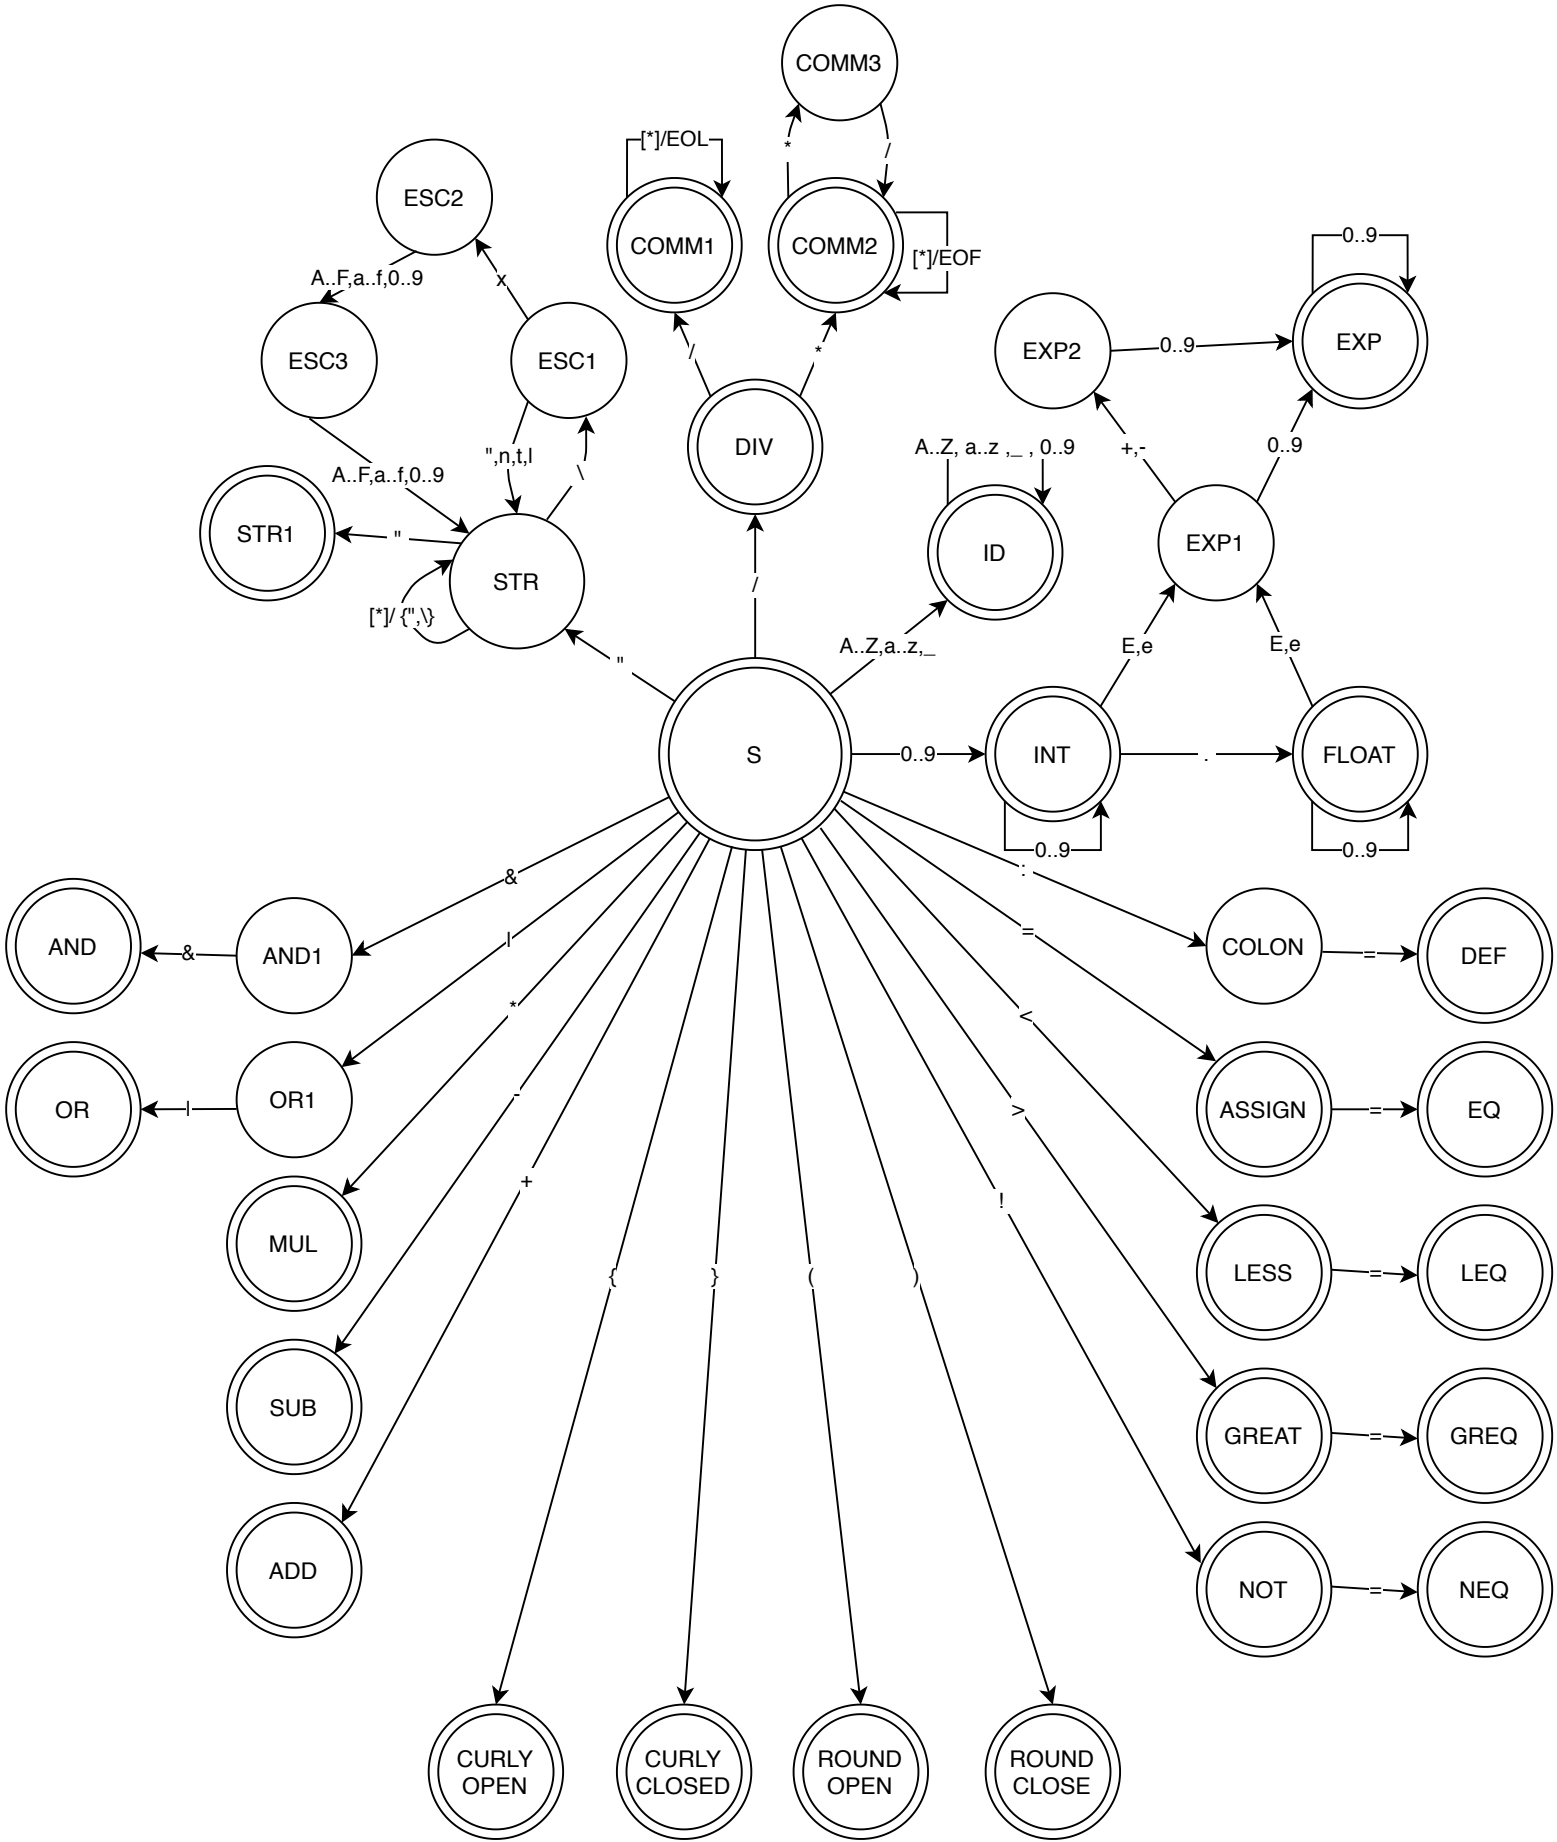 COMM3
[*]/EOL
*
/
ESC2
COMM1
COMM2
[*]/EOF
0..9
A..F,a..f,0..9
x
ESC3
ESC1
/
*
EXP2
0..9
EXP
",n,t,l
\
DIV
A..Z, a..z ,_ , 0..9
+,-
0..9
A..F,a..f,0..9
STR1
"
STR
[*]/ {",\}
ID
EXP1
/
"
A..Z,a..z,_
E,e
E,e
S
0..9
INT
.
FLOAT
0..9
0..9
&
:
AND
&
AND1
|
=
COLON
=
DEF
*
<
OR
|
OR1
-
>
ASSIGN
=
EQ
MUL
+
!
{
}
(
)
LESS
=
LEQ
SUB
GREAT
=
GREQ
ADD
NOT
=
NEQ
CURLY
OPEN
CURLY
CLOSED
ROUND
OPEN
ROUND
CLOSE